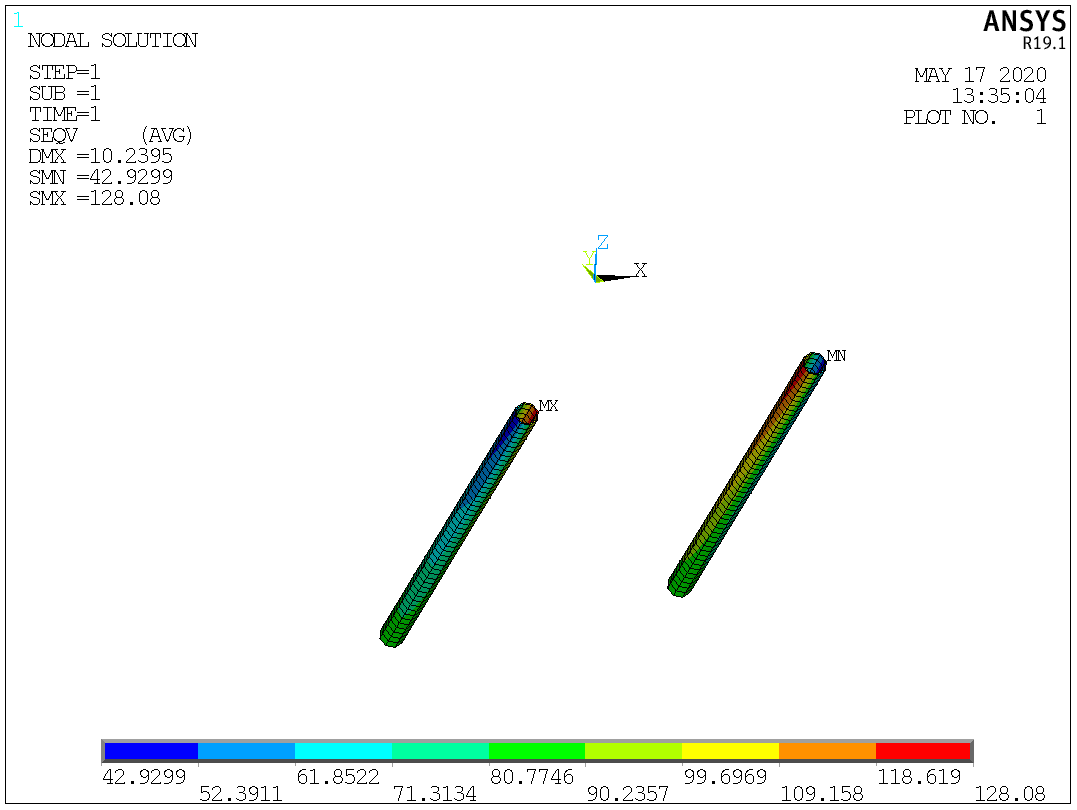 1
ANSYS
R19.1
NODAL SOLUTION
STEP=1
SUB =1
TIME=1
SEQV (AVG)
DMX =10.2395
SMN =42.9299
SMX =128.08
MAY 17 2020
13:35:04
PLOT NO. 1
Z
Y
X
MN
MX
42.9299 61.8522 80.7746 99.6969 118.619
52.3911 71.3134 90.2357 109.158 128.08